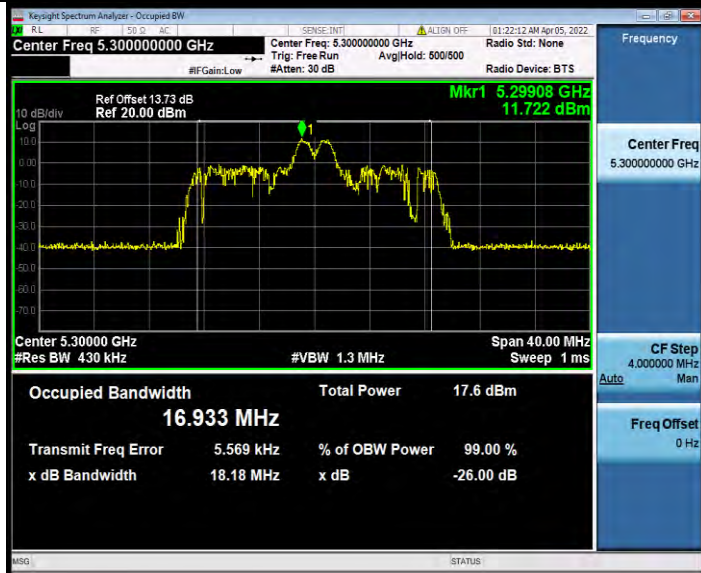 Keysight Spectrum Analyzer - Occupied BW
RL RF 50 Ω AC SENSE:INT ALIGN OFF 01:22:12 AM Apr 05, 2022
Center Freq 5.300000000 GHz
Center Freq: 5.300000000 GHz Radio Std: None
Trig: Free Run Avg|Hold: 500/500
#IFGain:Low #Atten: 30 dB Radio Device: BTS
Ref Offset 13.73 dB Mkr1 5.29908 GHz
10 dB/div Ref 20.00 dBm 11.722 dBm
Log
1
10.0
0.00
-10.0
-20.0
-30.0
-40.0
-50.0
-60.0
-70.0
Center 5.30000 GHz Span 40.00 MHz
#Res BW 430 kHz #VBW 1.3 MHz Sweep 1 ms
Occupied Bandwidth Total Power 17.6 dBm
16.933 MHz
Transmit Freq Error 5.569 kHz % of OBW Power 99.00 %
x dB Bandwidth 18.18 MHz x dB -26.00 dB
MSG STATUS
Frequency
Center Freq
5.300000000 GHz
CF Step
4.000000 MHz
Auto Man
Freq Offset
0 Hz